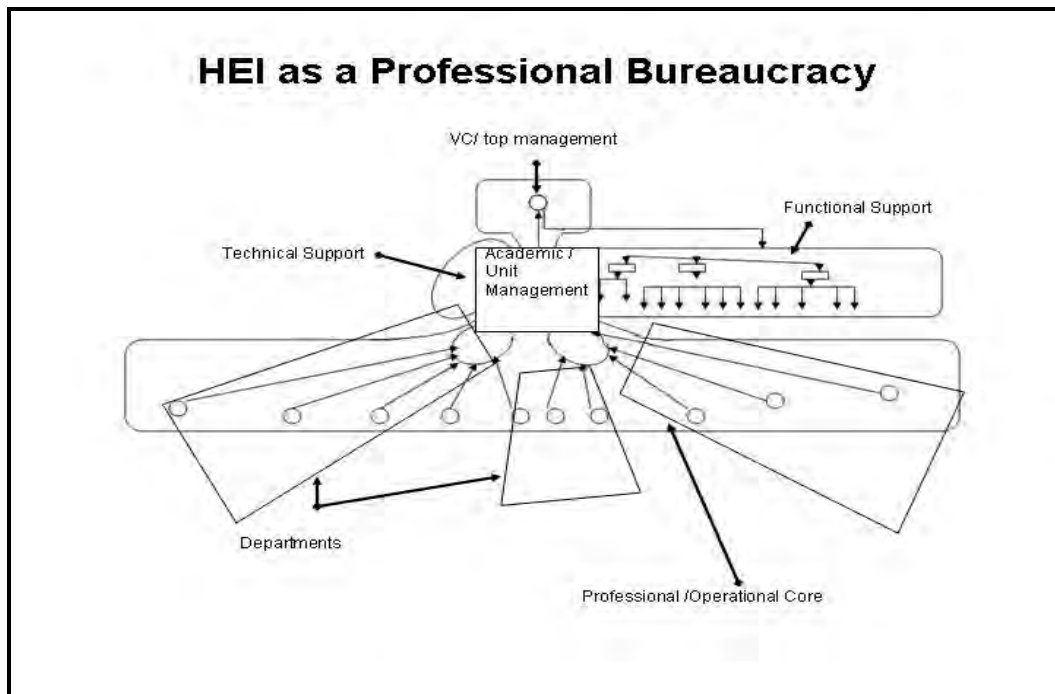 HEI as a Professional Bureaucracy
VC/ top management
Functional Support
Technical Support
Academic /
Unit
Management
Departments
Professional /Operational Core